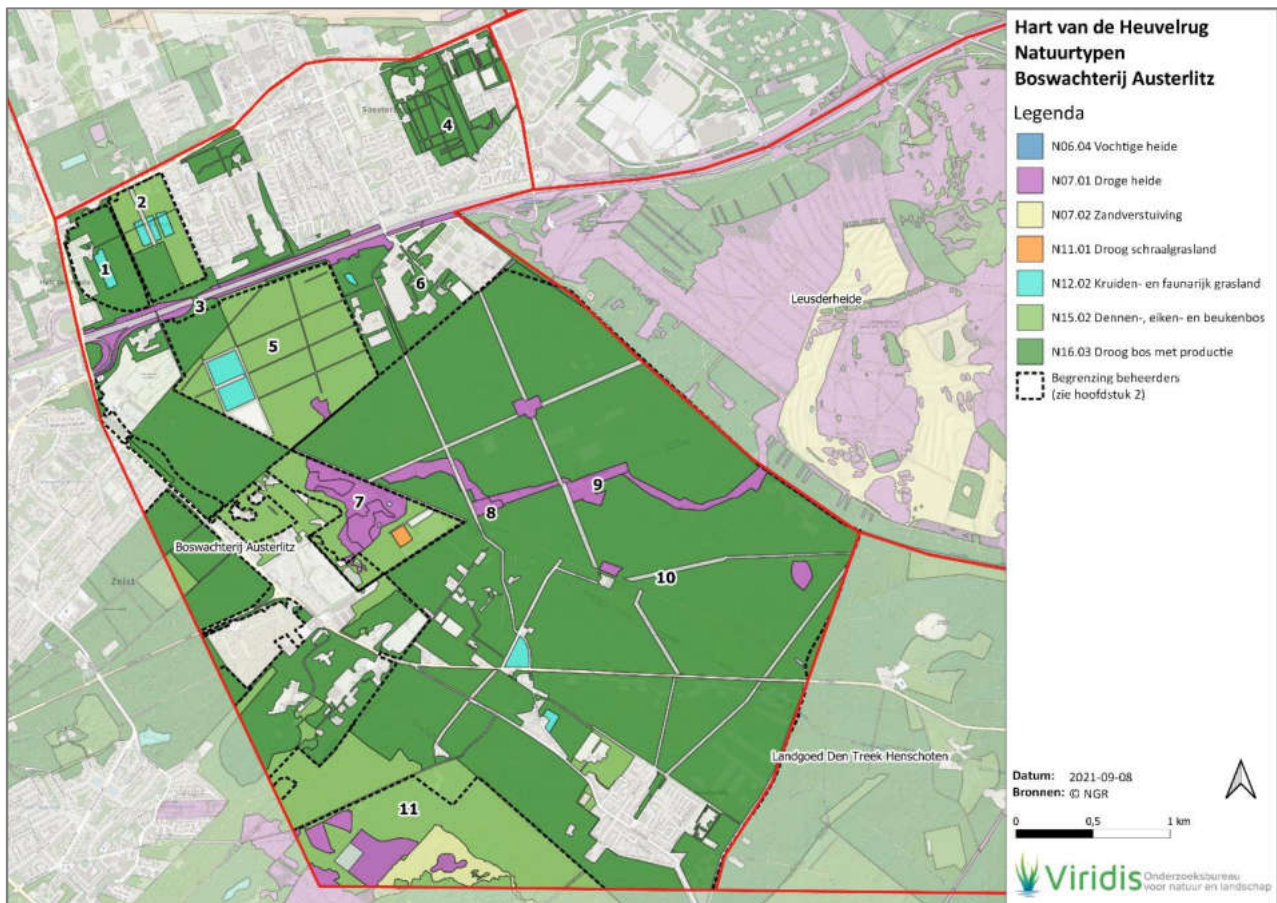 Hart van de Heuvelrug
Natuurtypen
Boswachterij Austerlitz
Legenda
N06.04 Vochtige heide
N07.01 Droge heide
N07.02 Zandverstuiving
N11.01 Droog schraalgrasland
N12.02 Kruiden- en faunarijk grasland
N15.02 Dennen-, eiken- en beukenbos
N16.03 Droog bos met productie
Begrenzing beheerders
(zie hoofdstuk 2)
4
2
1
3
6
5
Leusderheide
7
8
9
Boswachterij Austerlitz
Zeist
10
Landgoed Den Treek Henschoten
11
Datum: 2021-09-08
Bronnen: © NGR
0 0,5 1 km
Viridis Onderzoeksbureau
voor natuur en landschap